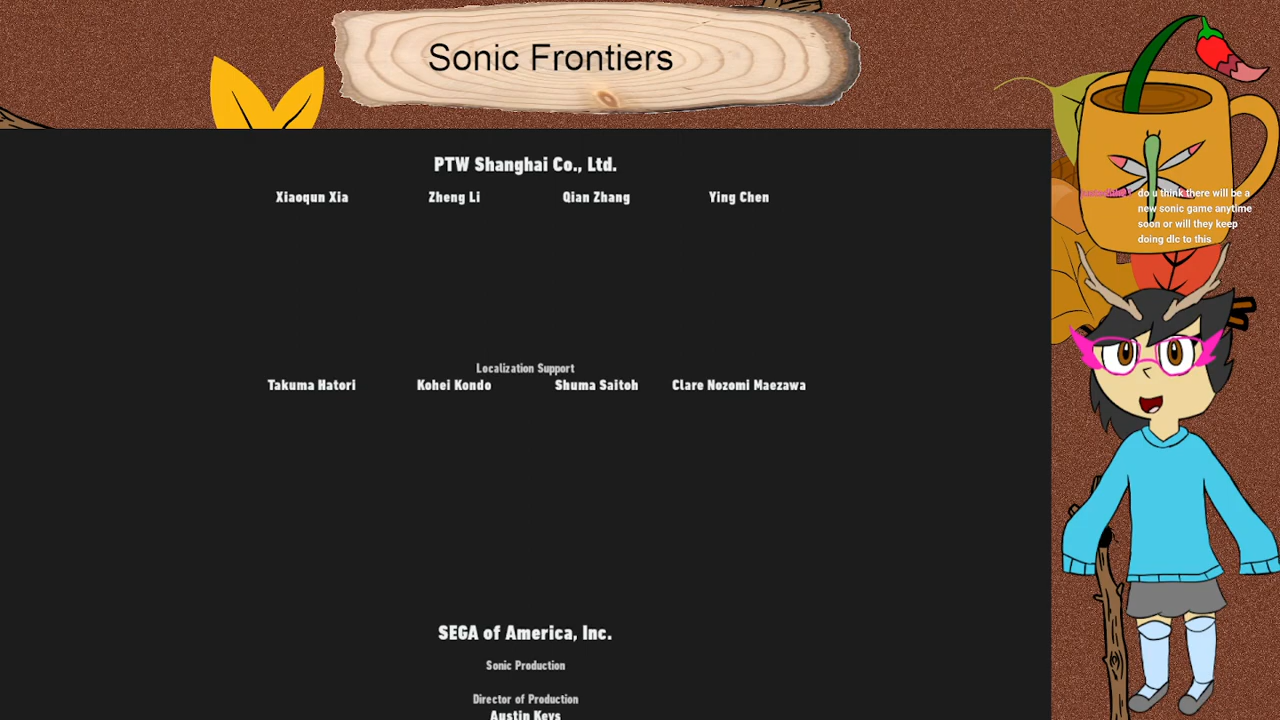 Sonic Frontiers
PTW Shanghai Co., Ltd.
Xiaoqun Xia Zheng Li Qian Zhang Ying Chen
do u think there will be a
new sonic game anytime
soon or will they keep
doing dlc to this
Localization Support
Takuma Hatori Kohei Kondo Shuma Saitoh Clare Nozomi Maezawa
SEGA of America, Inc.
Sonic Production
Director of Production
Austin Keys